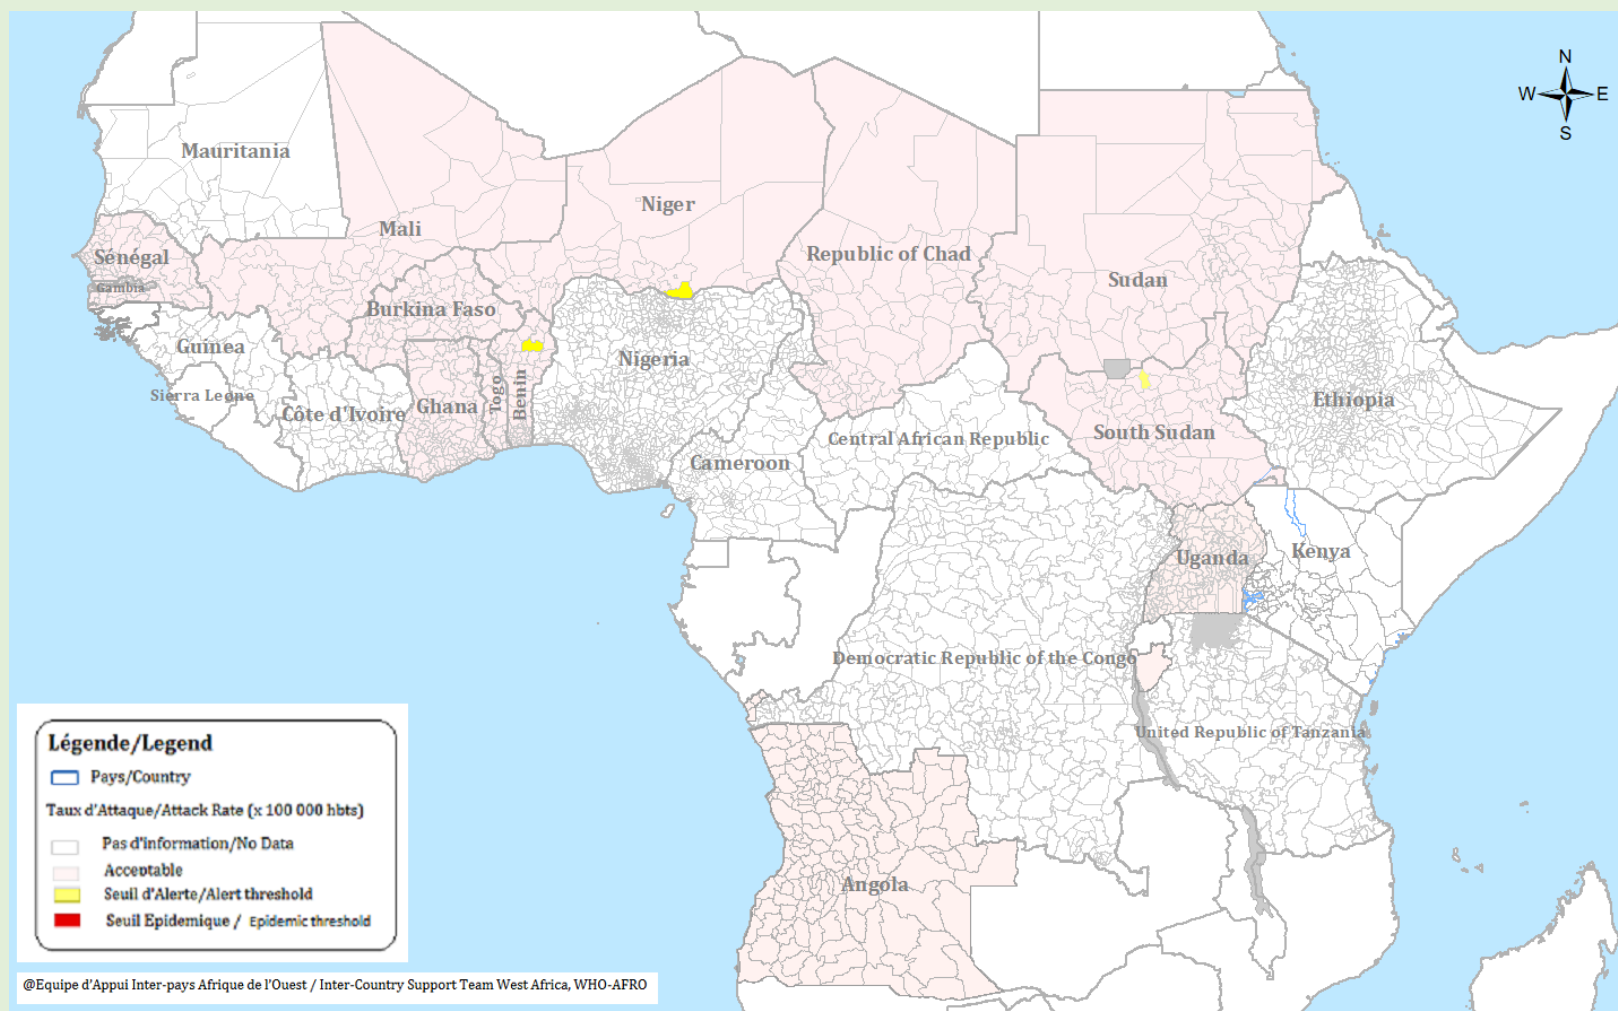 N
W E
S
Mauritania
Mali
Niger
Sénégal
Gambia
Republic of Chad
Sudan
Burkina Faso
Guinea
Nigeria
Sierra Leone
Côte d'Ivoire
Ghana
Togo
Benin
Ethiopia
Central African Republic
South Sudan
Cameroon
Uganda
Kenya
Democratic Republic of the Congo
United Republic of Tanzania
Angola
Légende/Legend
Pays/Country
Taux d'Attaque/Attack Rate (x 100 000 hbts)
Pas d'information/No Data
Acceptable
Seuil d'Alerte/Alert threshold
Seuil Epidemique / Epidemic threshold
@Equipe d'Appui Inter-pays Afrique de l'Ouest / Inter-Country Support Team West Africa, WHO-AFRO